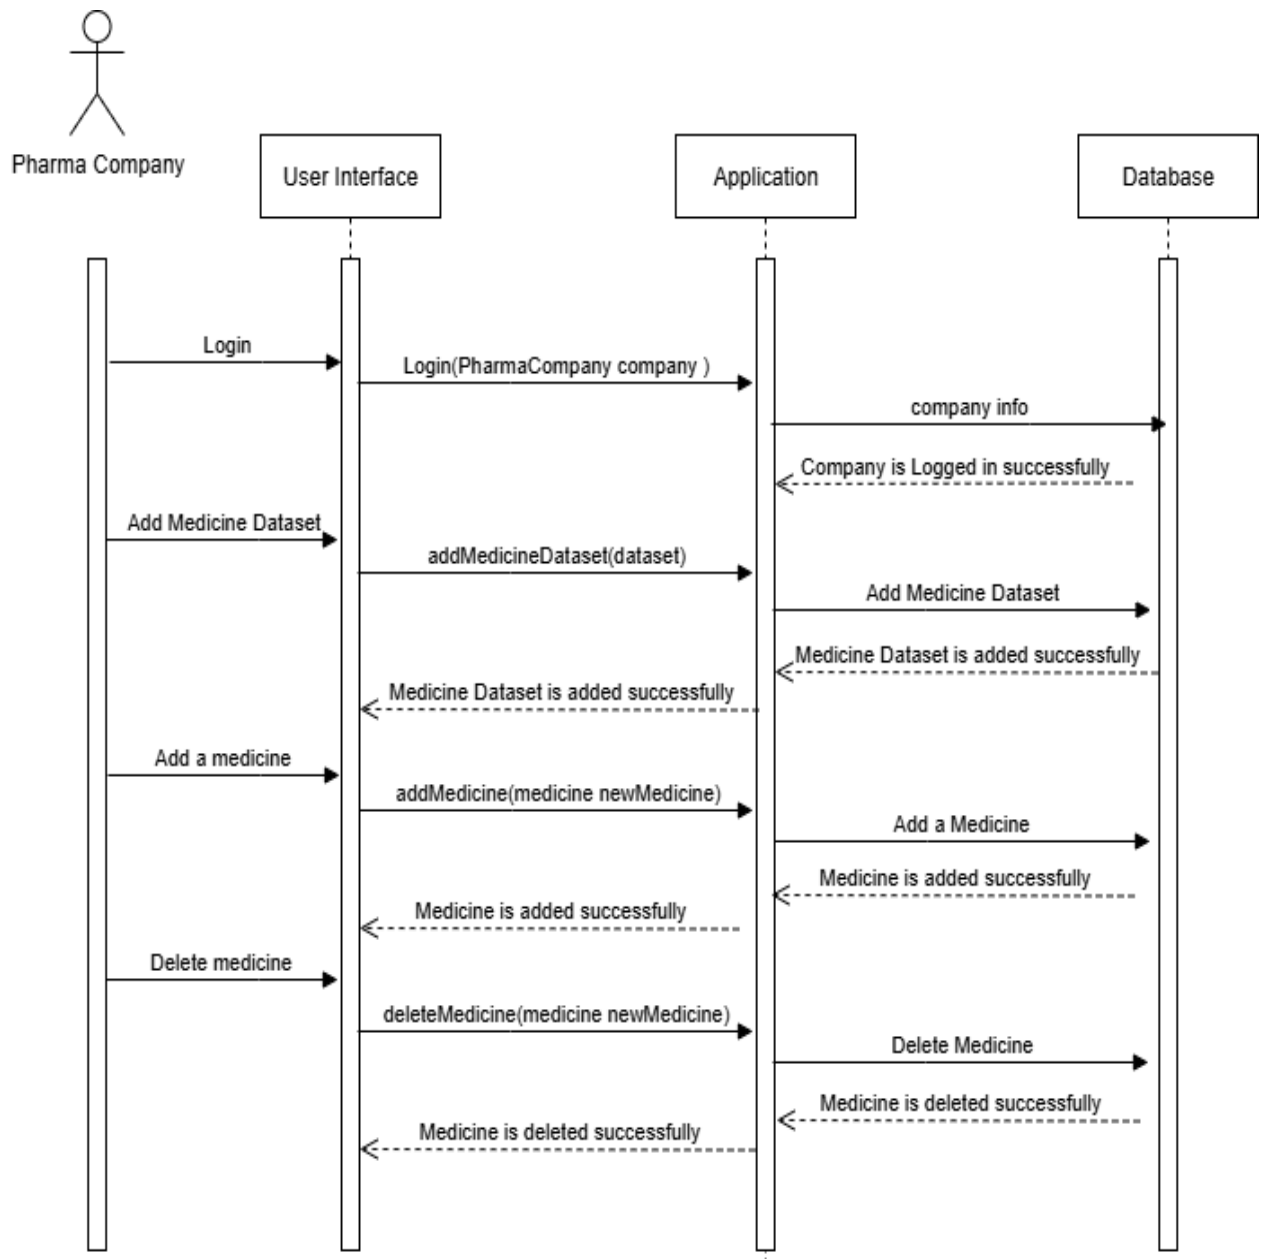 Pharma Company
User Interface
Application
Database
Login
Login(PharmaCompany company )
company info
Company is Logged in successfully
Add Medicine Dataset
addMedicineDataset(dataset)
Add Medicine Dataset
Medicine Dataset is added successfully
Medicine Dataset is added successfully
Add a medicine
addMedicine(medicine newMedicine)
Add a Medicine
Medicine is added successfully
Medicine is added successfully
Delete medicine
deleteMedicine(medicine newMedicine)
Delete Medicine
Medicine is deleted successfully
Medicine is deleted successfully